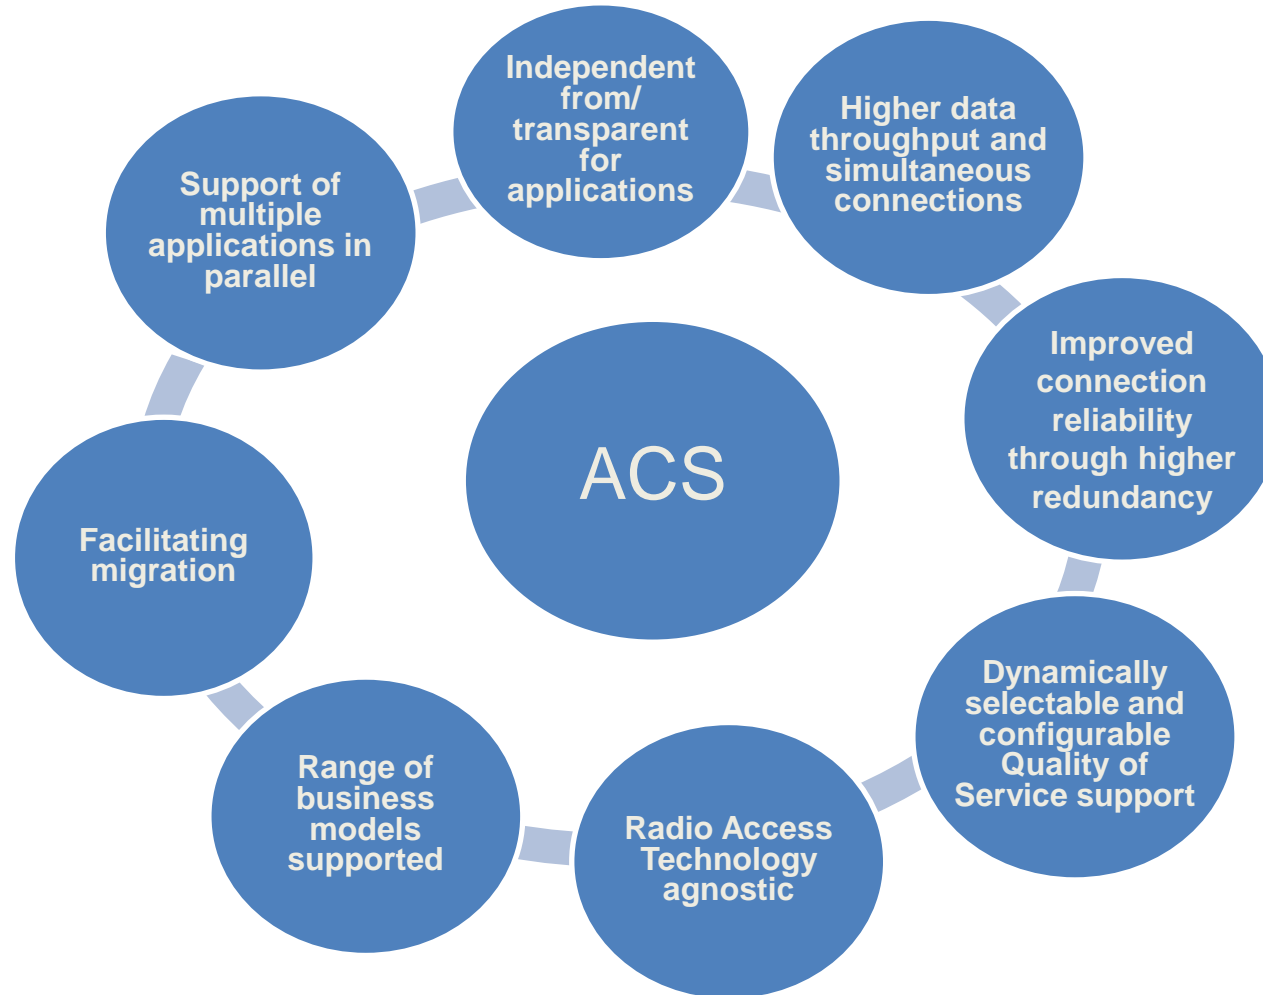 Independent
from/
transparent
for
applications
Higher data
throughput and
simultaneous
connections
Improved
connection
reliability
through higher
redundancy
Dynamically
selectable and
configurable
Quality of
Service support
Radio Access
Technology
agnostic
Range of
business
models
supported
Facilitating
migration
Support of
multiple
applications in
parallel
ACS